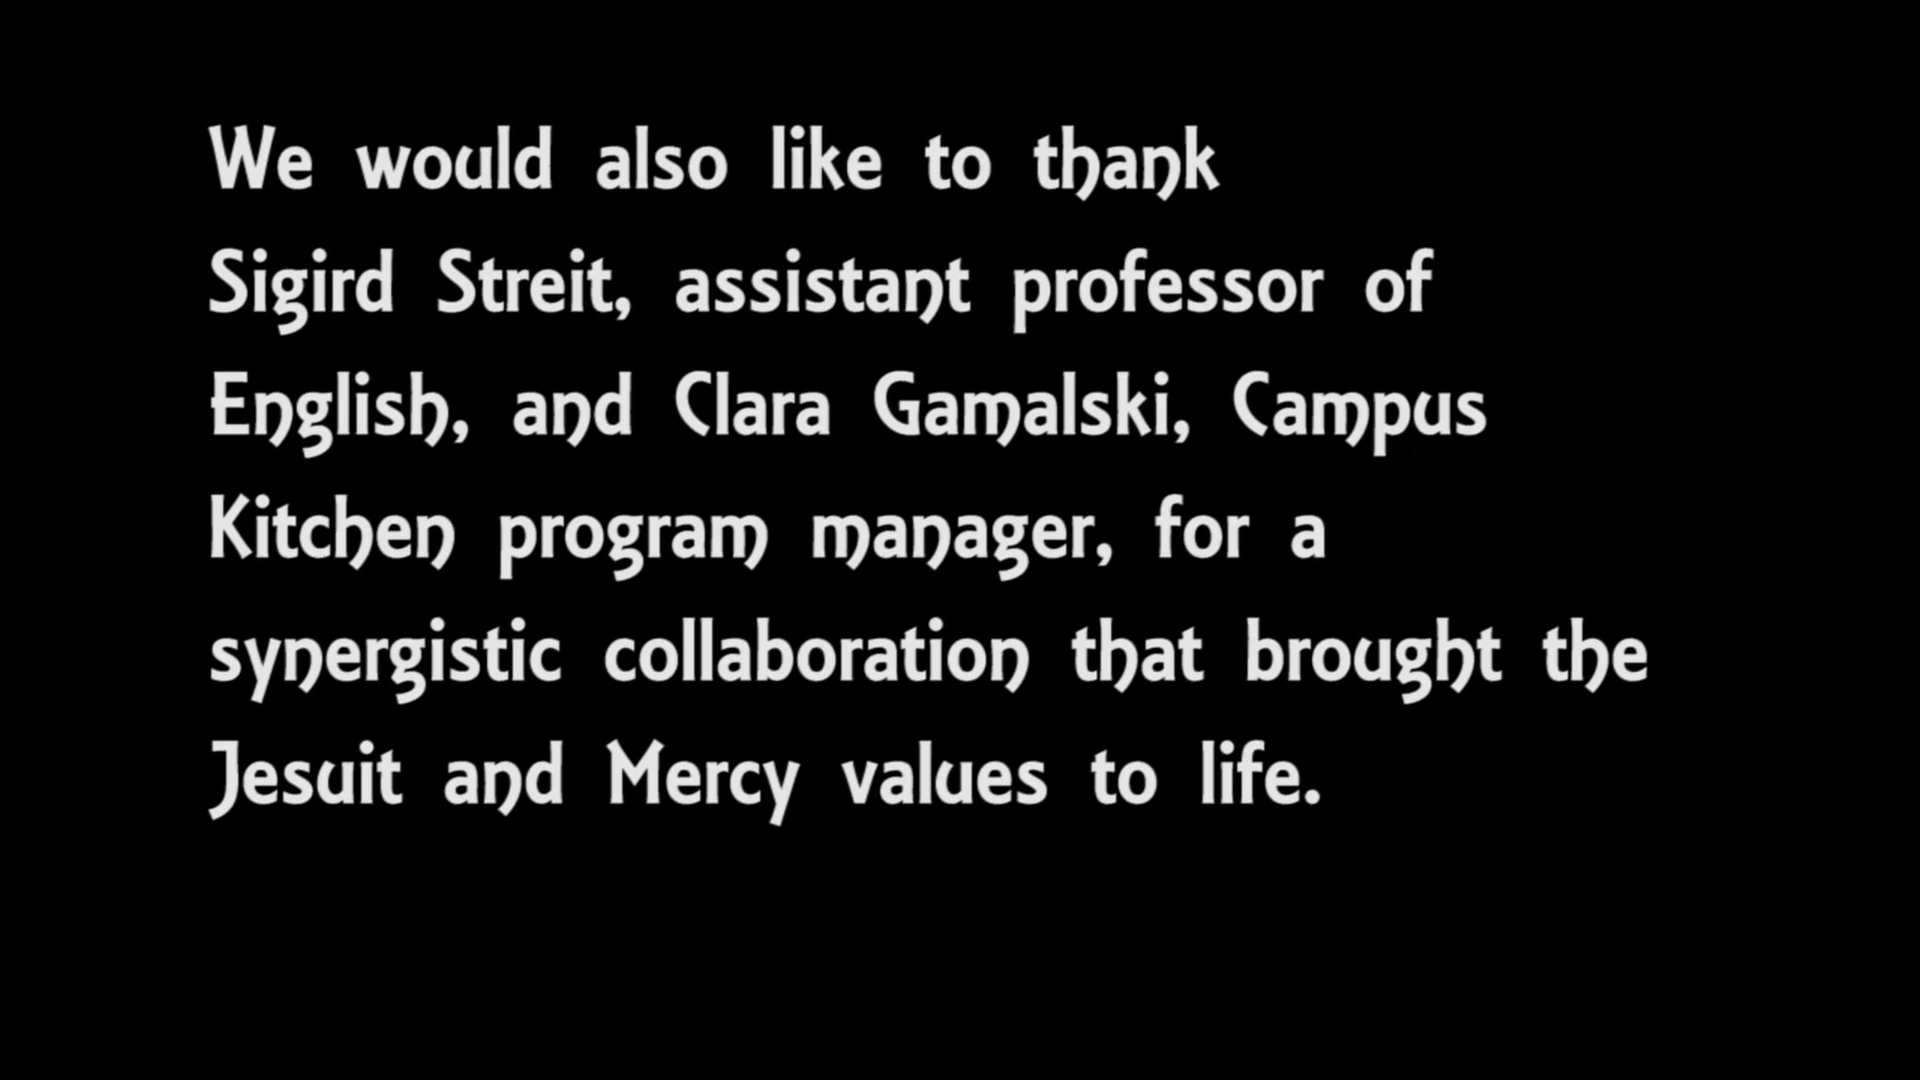 We would also like to thank
Sigird Streit, assistant professor of
English, and Clara Gamalski, Campus
Kitchen program manager, for a
synergistic collaboration that brought the
Jesuit and Mercy values to life.